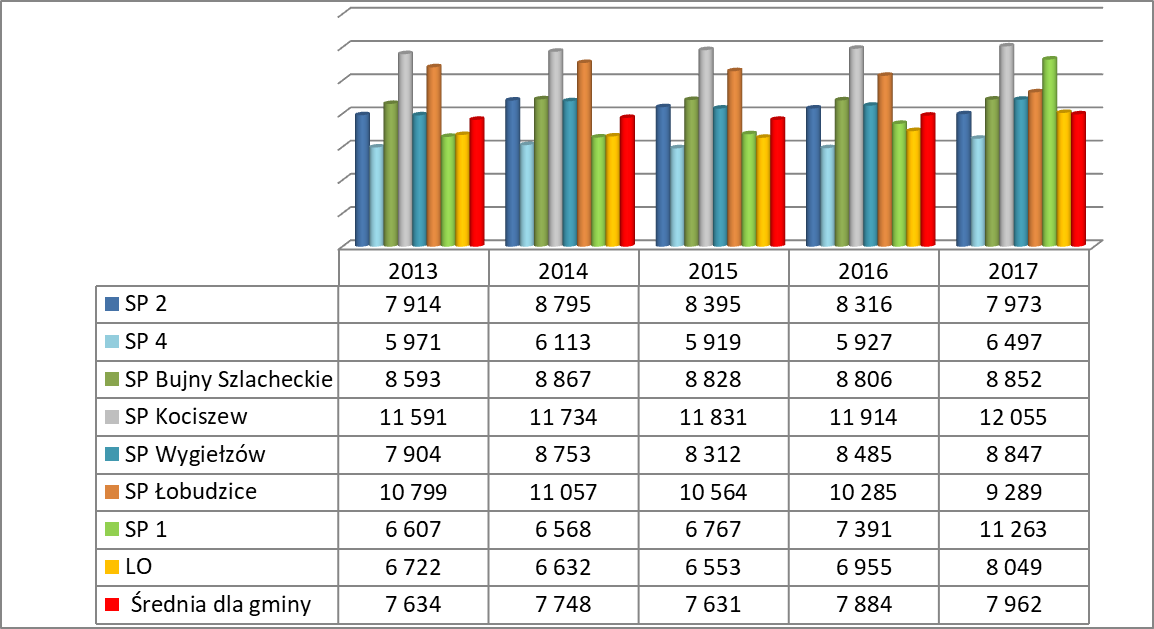 2013 2014 2015 2016 2017
SP 2 7 914 8 795 8 395 8 316 7 973
SP 4 5 971 6 113 5 919 5 927 6 497
SP Bujny Szlacheckie 8 593 8 867 8 828 8 806 8 852
SP Kociszew 11 591 11 734 11 831 11 914 12 055
SP Wygiełzów 7 904 8 753 8 312 8 485 8 847
SP Łobudzice 10 799 11 057 10 564 10 285 9 289
SP 1 6 607 6 568 6 767 7 391 11 263
LO 6 722 6 632 6 553 6 955 8 049
Średnia dla gminy 7 634 7 748 7 631 7 884 7 962